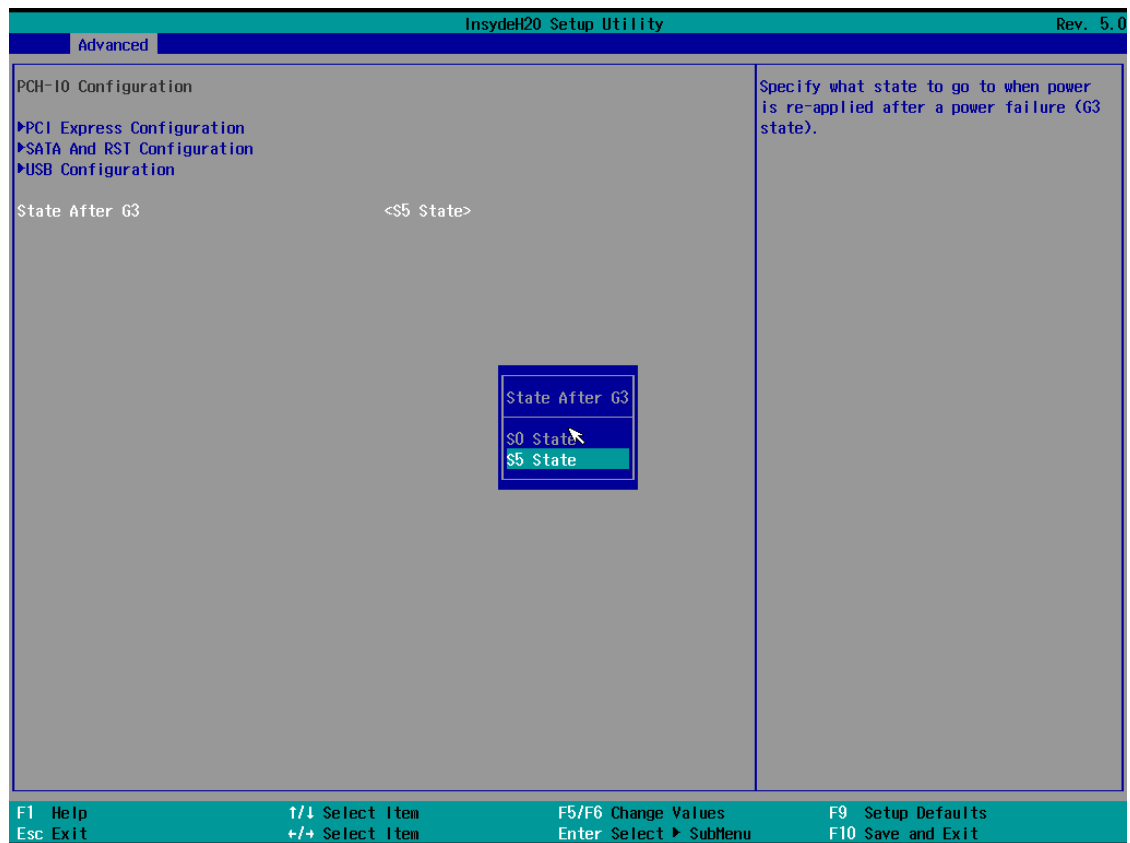 InsydeH20 Setup Utility Rev. 5.0
Advanced
PCH-IO Configuration
▶PCI Express Configuration
▶SATA And RST Configuration
▶USB Configuration
State After G3 <S5 State>
Specify what state to go to when power
is re-applied after a power failure (G3
state).
State After G3
S0 State
S5 State
F1 Help ↑/↓ Select Item F5/F6 Change Values F9 Setup Defaults
Esc Exit ←/→ Select Item Enter Select ▶ SubMenu F10 Save and Exit